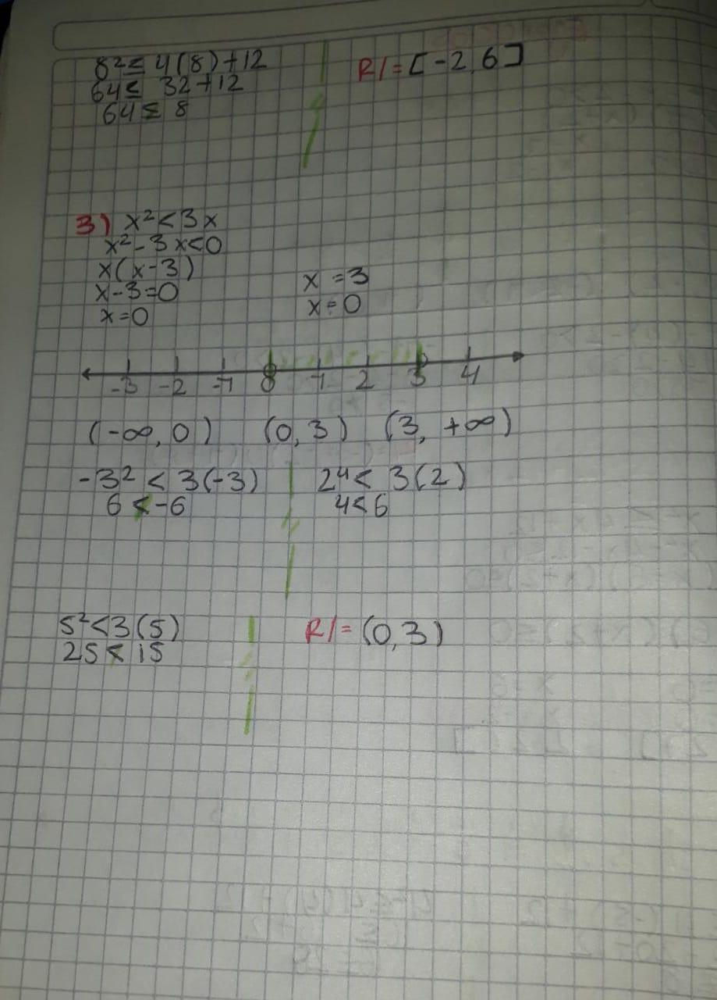 8² ≤ 4(8)+12
64 ≤ 32+12
64 ≤ 8
R/= [-2,6]
3) x² < 3x
x² - 3x < 0
x(x-3)
x-3=0
x=0
x=3
x=0
-3 -2 -1 0 1 2 3 4
(-∞, 0) (0, 3) (3, +∞)
-3² < 3(-3)
6 < -6
2⁴ < 3(2)
4 < 6
5² < 3(5)
25 < 15
R/= (0,3)